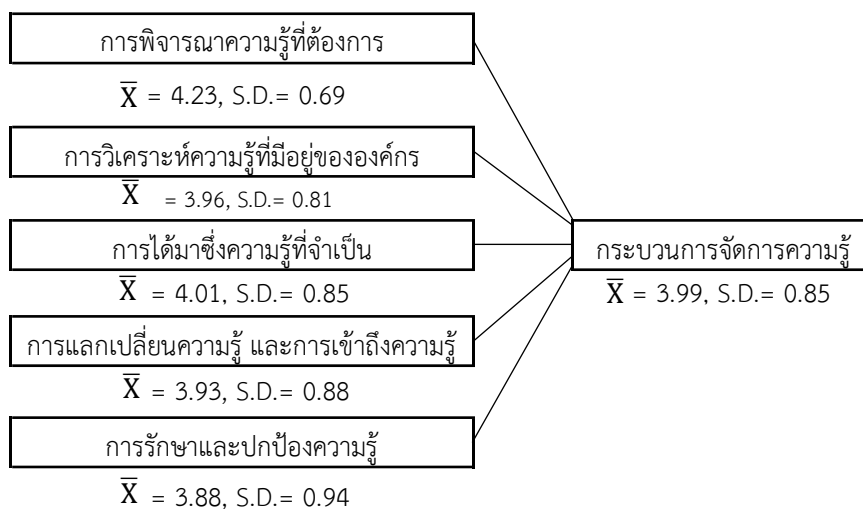 การพิจารณาความรู้ที่ต้องการ
X̅ = 4.23, S.D.= 0.69
การวิเคราะห์ความรู้ที่มีอยู่ขององค์กร
X̅ = 3.96, S.D.= 0.81
การได้มาซึ่งความรู้ที่จำเป็น
X̅ = 4.01, S.D.= 0.85
การแลกเปลี่ยนความรู้ และการเข้าถึงความรู้
X̅ = 3.93, S.D.= 0.88
การรักษาและปกป้องความรู้
X̅ = 3.88, S.D.= 0.94
กระบวนการจัดการความรู้
X̅ = 3.99, S.D.= 0.85